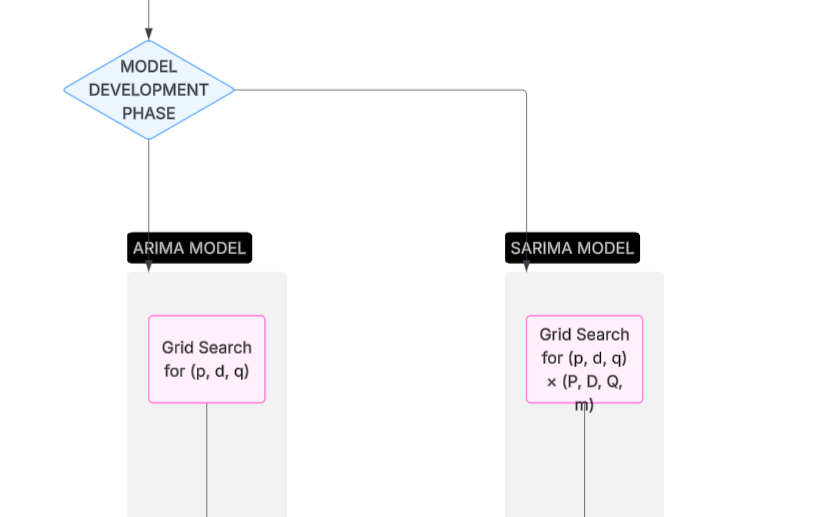 MODEL
DEVELOPMENT
PHASE
ARIMA MODEL
SARIMA MODEL
Grid Search
for (p, d, q)
Grid Search
for (p, d, q)
× (P, D, Q,
m)